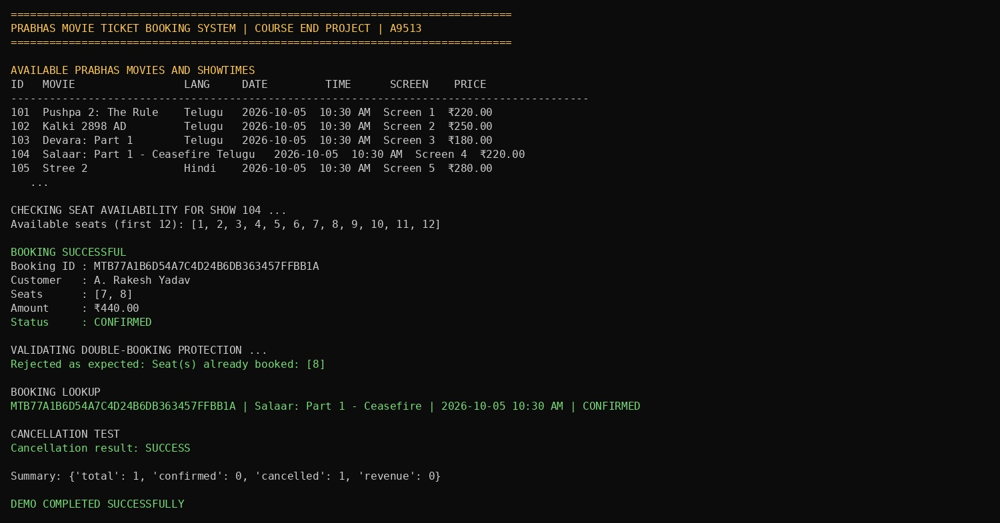 ==============================================================================
PRABHAS MOVIE TICKET BOOKING SYSTEM | COURSE END PROJECT | A9513
==============================================================================
AVAILABLE PRABHAS MOVIES AND SHOWTIMES
ID   MOVIE                 LANG     DATE         TIME      SCREEN    PRICE
------------------------------------------------------------------------------------------
101  Pushpa 2: The Rule    Telugu   2026-10-05  10:30 AM  Screen 1  ₹220.00
102  Kalki 2898 AD         Telugu   2026-10-05  10:30 AM  Screen 2  ₹250.00
103  Devara: Part 1        Telugu   2026-10-05  10:30 AM  Screen 3  ₹180.00
104  Salaar: Part 1 - Ceasefire Telugu   2026-10-05  10:30 AM  Screen 4  ₹220.00
105  Stree 2               Hindi    2026-10-05  10:30 AM  Screen 5  ₹280.00
   ...
CHECKING SEAT AVAILABILITY FOR SHOW 104 ...
Available seats (first 12): [1, 2, 3, 4, 5, 6, 7, 8, 9, 10, 11, 12]
BOOKING SUCCESSFUL
Booking ID : MTB77A1B6D54A7C4D24B6DB363457FFBB1A
Customer   : A. Rakesh Yadav
Seats      : [7, 8]
Amount     : ₹440.00
Status     : CONFIRMED
VALIDATING DOUBLE-BOOKING PROTECTION ...
Rejected as expected: Seat(s) already booked: [8]
BOOKING LOOKUP
MTB77A1B6D54A7C4D24B6DB363457FFBB1A | Salaar: Part 1 - Ceasefire | 2026-10-05 10:30 AM | CONFIRMED
CANCELLATION TEST
Cancellation result: SUCCESS
Summary: {'total': 1, 'confirmed': 0, 'cancelled': 1, 'revenue': 0}
DEMO COMPLETED SUCCESSFULLY